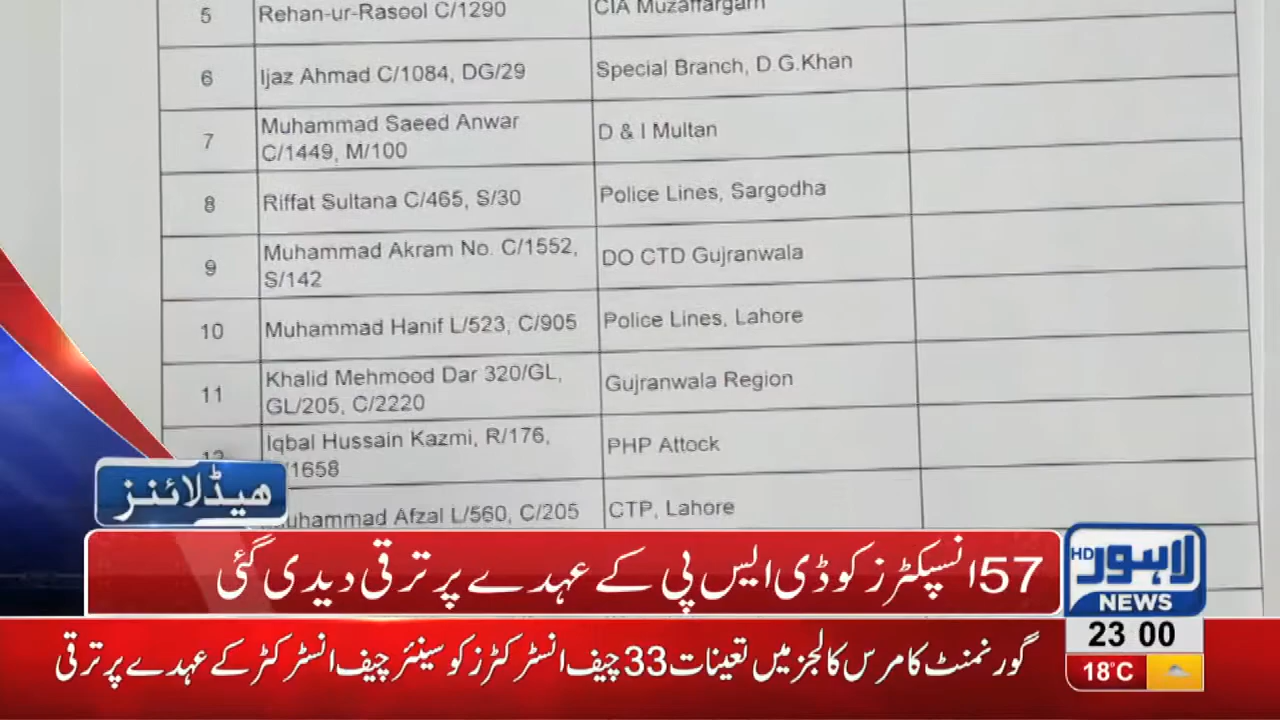 5 Rehan-ur-Rasool C/1290 CIA Muzaffargarh
6 Ijaz Ahmad C/1084, DG/29 Special Branch, D G.Khan
7 Muhammad Saeed Anwar D & I Multan
C/1449, M/100
8 Riffat Sultana C/465, S/30 Police Lines, Sargodha
9 Muhammad Akram No. C/1552, DO CTD Gujranwala
S/142
10 Muhammad Hanif L/523, C/905 Police Lines, Lahore
11 Khalid Mehmood Dar 320/GL, Gujranwala Region
GL/205, C/2220
12 Iqbal Hussain Kazmi, R/176, PHP Attock
/1658
Muhammad Afzal L/560, C/205 CTP, Lahore
ھیڈلائنز
57 انسپکٹرز کو ڈی ایس پی کے عہدے پر ترقی دیدی گئی
لاہور HD
NEWS
23 00
گورنمنٹ کامرس کالجز میں تعینات 33 چیف انسٹرکٹرز کو سینئر چیف انسٹرکٹر کے عہدے پر ترقی
18°C